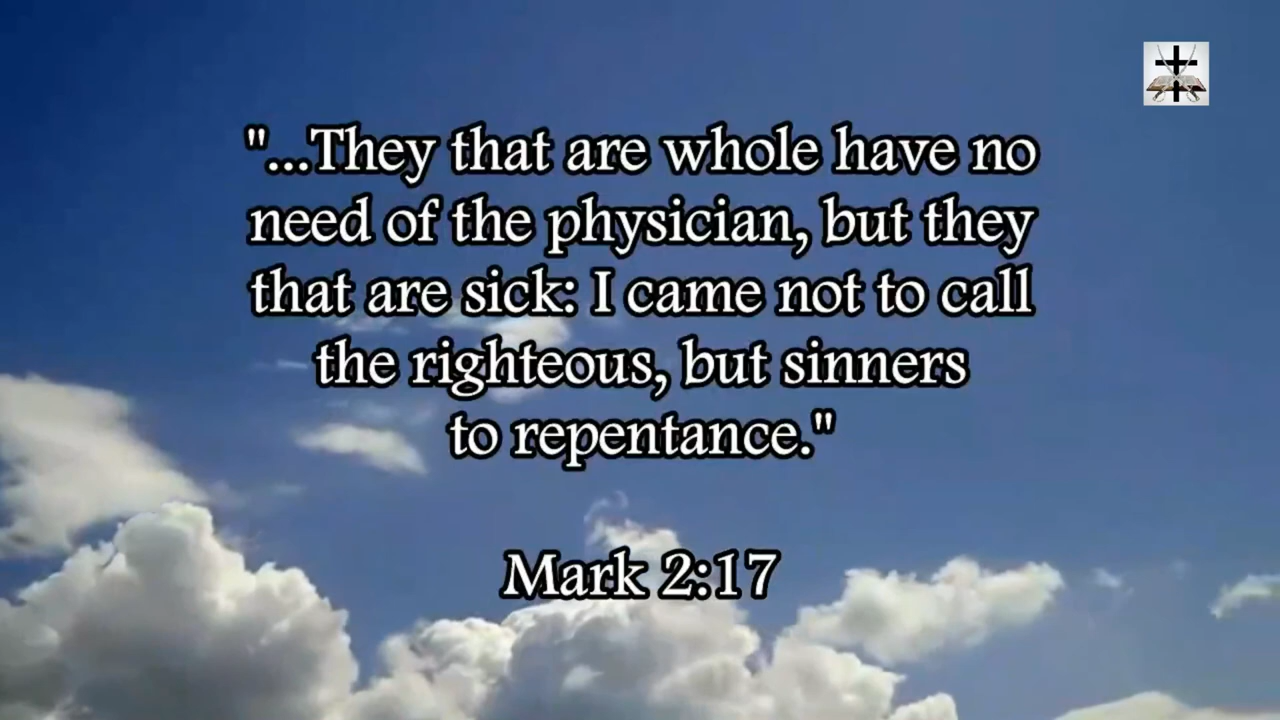 "...They that are whole have no
need of the physician, but they
that are sick: I came not to call
the righteous, but sinners
to repentance."
Mark 2:17